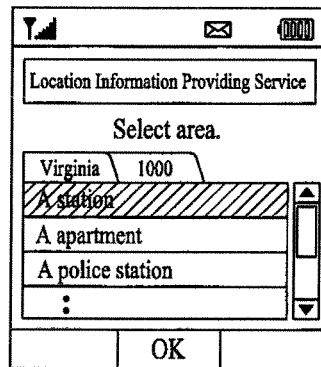 Location Information Providing Service
Select area.
Virginia 1000
A station
A apartment
A police station
:
OK